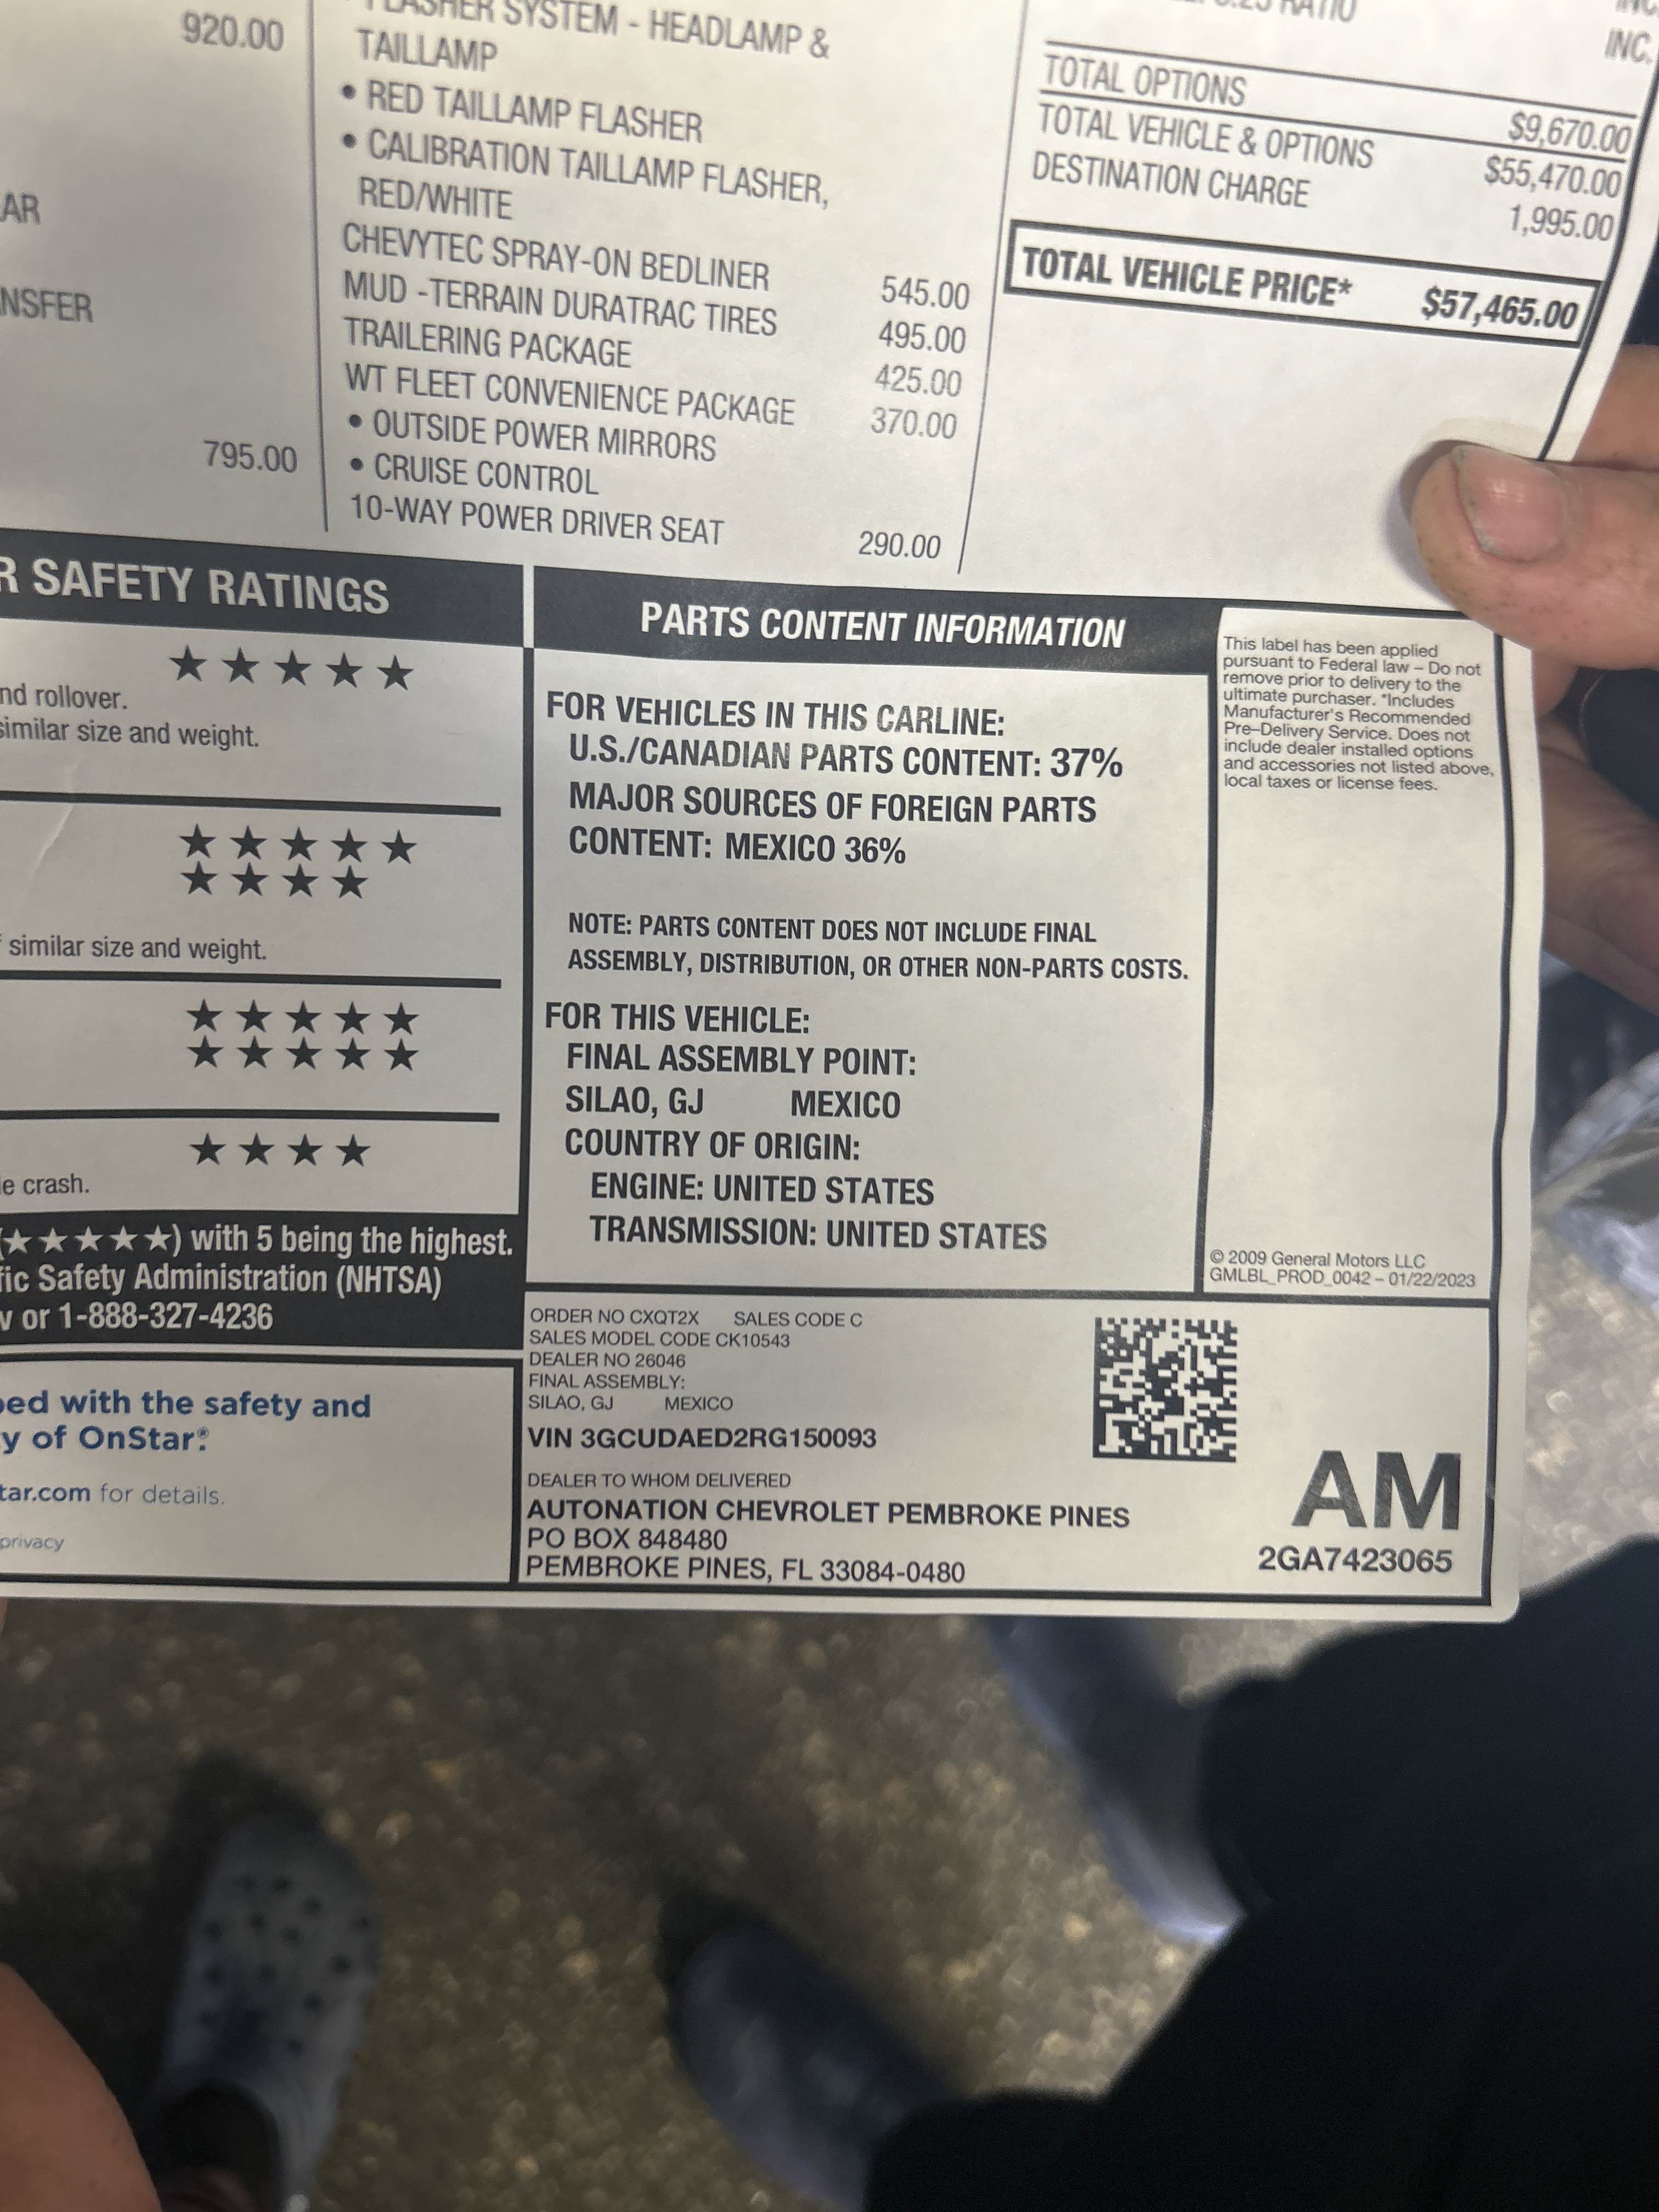 920.00
AR
NSFER
795.00
FLASHER SYSTEM - HEADLAMP &
TAILLAMP
• RED TAILLAMP FLASHER
• CALIBRATION TAILLAMP FLASHER,
RED/WHITE
CHEVYTEC SPRAY-ON BEDLINER 545.00
MUD -TERRAIN DURATRAC TIRES 495.00
TRAILERING PACKAGE 425.00
WT FLEET CONVENIENCE PACKAGE 370.00
• OUTSIDE POWER MIRRORS
• CRUISE CONTROL
10-WAY POWER DRIVER SEAT 290.00
RATIO
INC.
INC.
TOTAL OPTIONS $9,670.00
TOTAL VEHICLE & OPTIONS $55,470.00
DESTINATION CHARGE 1,995.00
TOTAL VEHICLE PRICE* $57,465.00
R SAFETY RATINGS
★★★★★
nd rollover.
similar size and weight.
★★★★★
★★★★
similar size and weight.
★★★★★
★★★★★
★★★★
le crash.
(★★★★★) with 5 being the highest.
fic Safety Administration (NHTSA)
v or 1-888-327-4236
ped with the safety and
y of OnStar®.
tar.com for details.
privacy
PARTS CONTENT INFORMATION
FOR VEHICLES IN THIS CARLINE:
U.S./CANADIAN PARTS CONTENT: 37%
MAJOR SOURCES OF FOREIGN PARTS
CONTENT: MEXICO 36%
NOTE: PARTS CONTENT DOES NOT INCLUDE FINAL
ASSEMBLY, DISTRIBUTION, OR OTHER NON-PARTS COSTS.
FOR THIS VEHICLE:
FINAL ASSEMBLY POINT:
SILAO, GJ MEXICO
COUNTRY OF ORIGIN:
ENGINE: UNITED STATES
TRANSMISSION: UNITED STATES
This label has been applied
pursuant to Federal law – Do not
remove prior to delivery to the
ultimate purchaser. *Includes
Manufacturer's Recommended
Pre–Delivery Service. Does not
include dealer installed options
and accessories not listed above,
local taxes or license fees.
© 2009 General Motors LLC
GMLBL_PROD_0042 – 01/22/2023
ORDER NO CXQT2X SALES CODE C
SALES MODEL CODE CK10543
DEALER NO 26046
FINAL ASSEMBLY:
SILAO, GJ MEXICO
VIN 3GCUDAED2RG150093
DEALER TO WHOM DELIVERED
AUTONATION CHEVROLET PEMBROKE PINES
PO BOX 848480
PEMBROKE PINES, FL 33084-0480
AM
2GA7423065